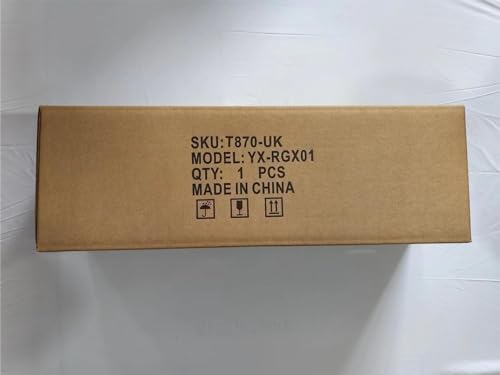 SKU:T870-UK
MODEL: YX-RGX01
QTY: 1 PCS
MADE IN CHINA